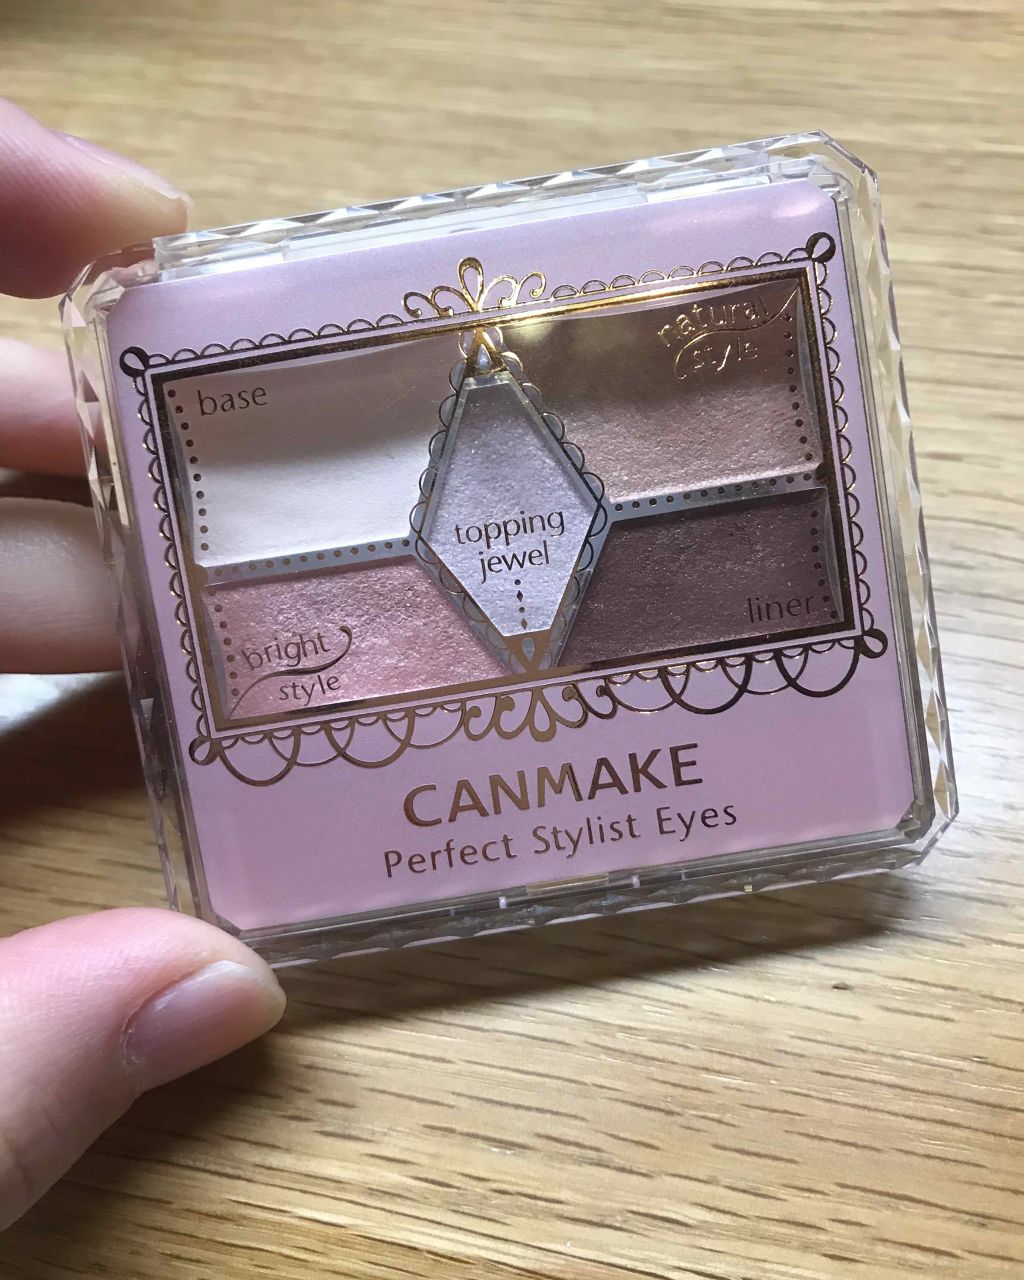 base
natural
style
topping
jewel
bright
style
liner
CANMAKE
Perfect Stylist Eyes